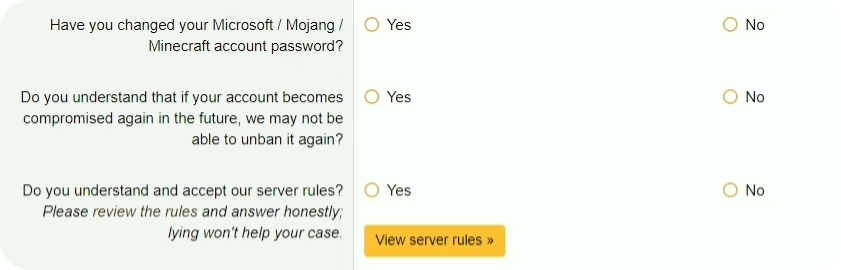 Have you changed your Microsoft / Mojang / Yes No
Minecraft account password?
Do you understand that if your account becomes Yes No
compromised again in the future, we may not be
able to unban it again?
Do you understand and accept our server rules? Yes No
Please review the rules and answer honestly;
lying won't help your case.
View server rules »